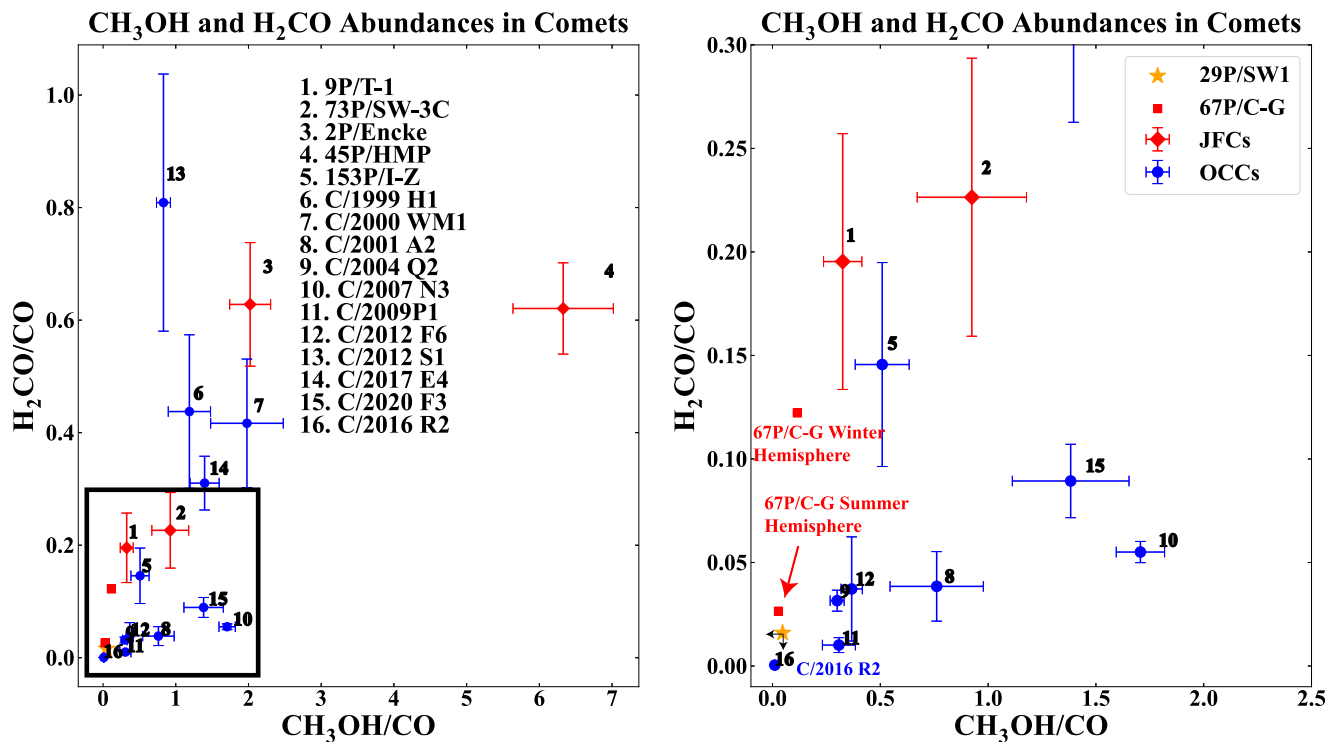 CH₃OH and H₂CO Abundances in Comets
1. 9P/T-1
2. 73P/SW-3C
3. 2P/Encke
4. 45P/HMP
5. 153P/I-Z
6. C/1999 H1
7. C/2000 WM1
8. C/2001 A2
9. C/2004 Q2
10. C/2007 N3
11. C/2009P1
12. C/2012 F6
13. C/2012 S1
14. C/2017 E4
15. C/2020 F3
16. C/2016 R2
13
3
4
6
7
14
1
2
5
15
10
9
12
8
11
16
1.0
0.8
0.6
0.4
0.2
0.0
H₂CO/CO
0 1 2 3 4 5 6 7
CH₃OH/CO
CH₃OH and H₂CO Abundances in Comets
29P/SW1
67P/C-G
JFCs
OCCs
2
1
5
67P/C-G Winter
Hemisphere
15
67P/C-G Summer
Hemisphere
10
12
9
8
11
16
C/2016 R2
0.30
0.25
0.20
0.15
0.10
0.05
0.00
H₂CO/CO
0.0 0.5 1.0 1.5 2.0 2.5
CH₃OH/CO